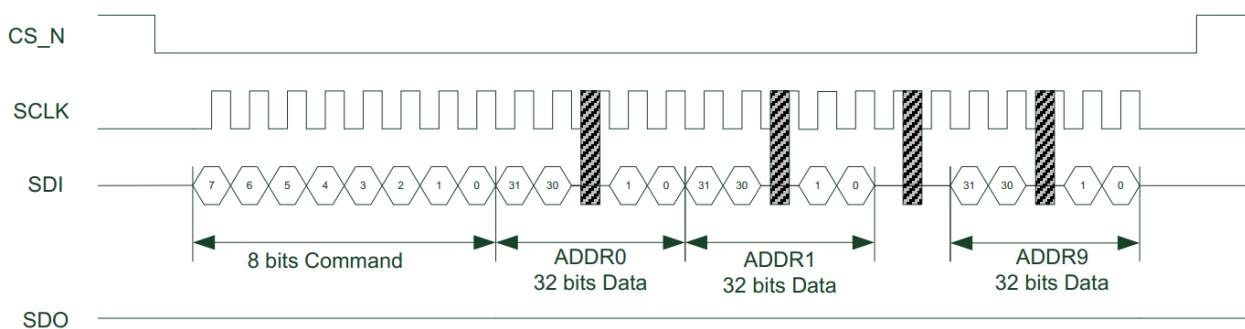 CS_N
SCLK
SDI
7 6 5 4 3 2 1 0 31 30 1 0 31 30 1 0 31 30 1 0
8 bits Command
ADDR0
32 bits Data
ADDR1
32 bits Data
ADDR9
32 bits Data
SDO